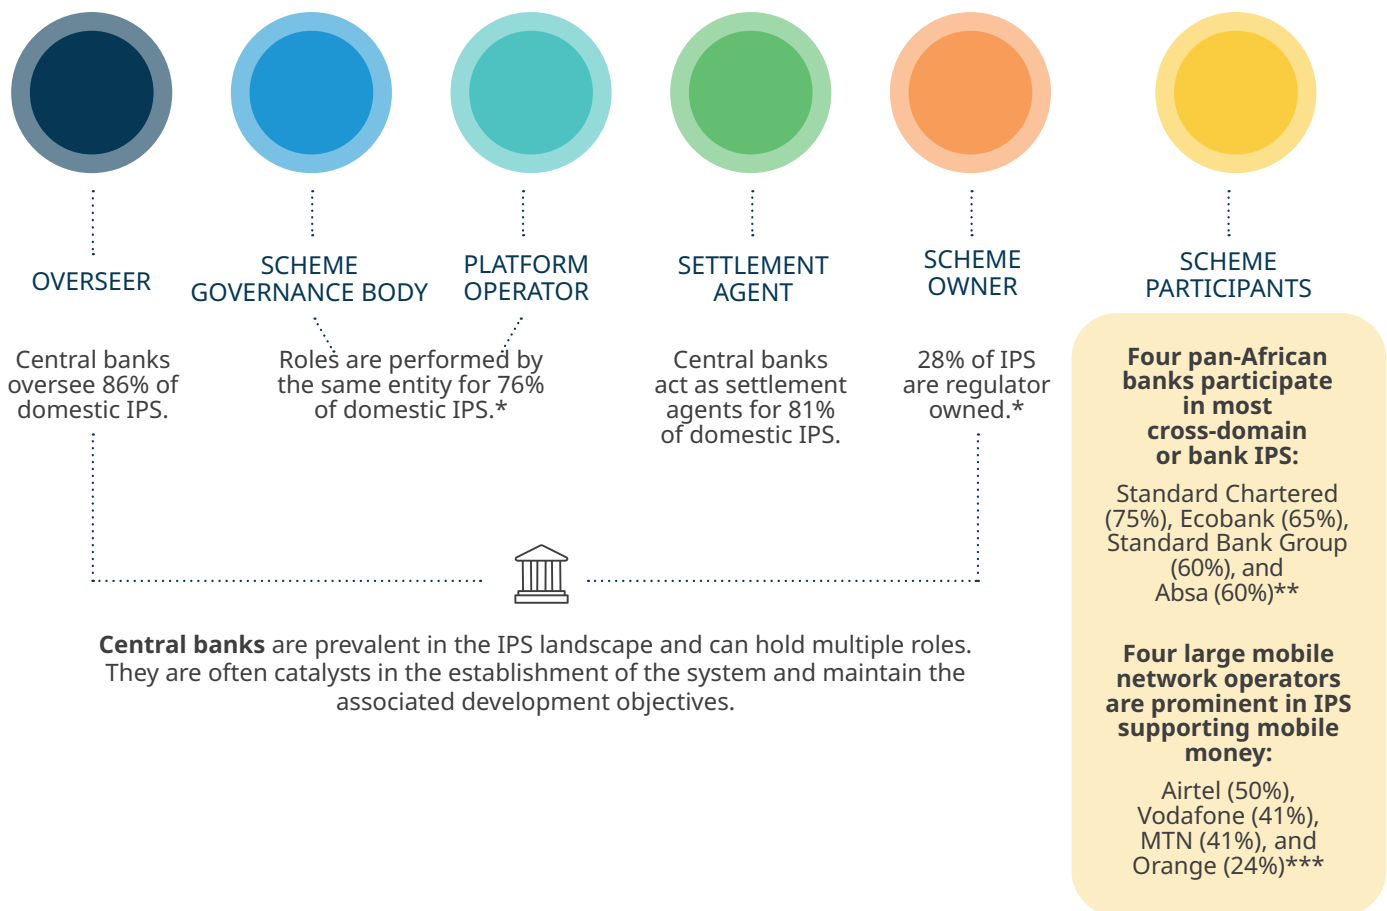 OVERSEER
Central banks
oversee 86% of
domestic IPS.
SCHEME
GOVERNANCE BODY
PLATFORM
OPERATOR
Roles are performed by
the same entity for 76%
of domestic IPS.*
SETTLEMENT
AGENT
Central banks
act as settlement
agents for 81%
of domestic IPS.
SCHEME
OWNER
28% of IPS
are regulator
owned.*
Central banks are prevalent in the IPS landscape and can hold multiple roles.
They are often catalysts in the establishment of the system and maintain the
associated development objectives.
SCHEME
PARTICIPANTS
Four pan-African
banks participate
in most
cross-domain
or bank IPS:
Standard Chartered
(75%), Ecobank (65%),
Standard Bank Group
(60%), and
Absa (60%)**
Four large mobile
network operators
are prominent in IPS
supporting mobile
money:
Airtel (50%),
Vodafone (41%),
MTN (41%), and
Orange (24%)***